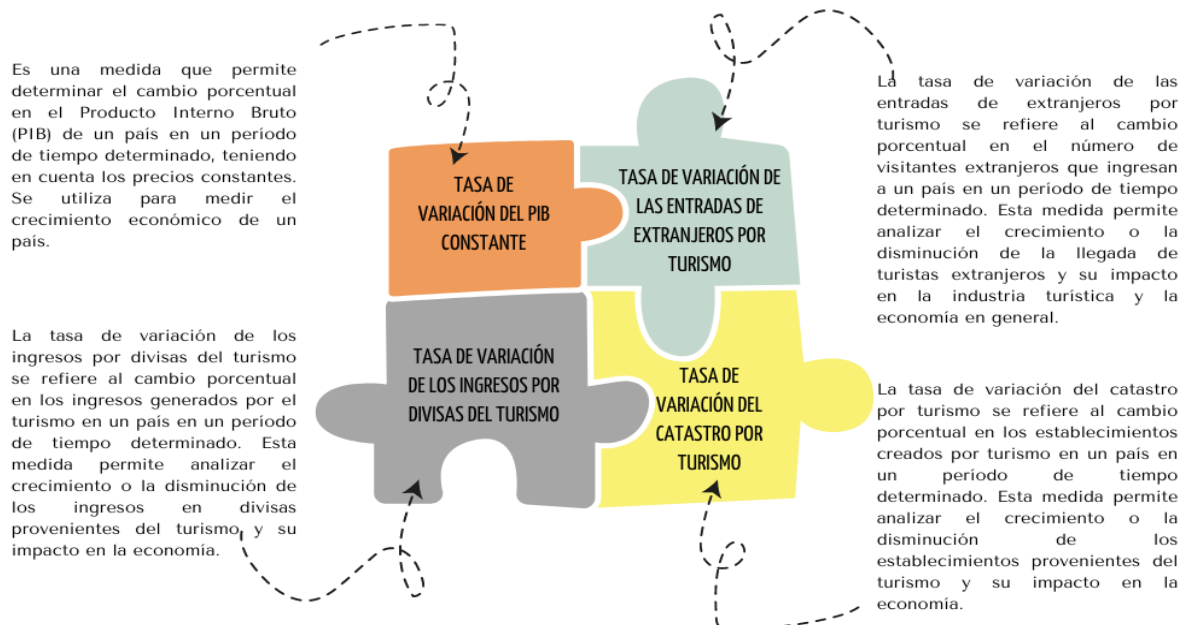 Es una medida que permite
determinar el cambio porcentual
en el Producto Interno Bruto
(PIB) de un país en un período
de tiempo determinado, teniendo
en cuenta los precios constantes.
Se utiliza para medir el
crecimiento económico de un
país.
TASA DE
VARIACIÓN DEL PIB
CONSTANTE
TASA DE VARIACIÓN DE
LAS ENTRADAS DE
EXTRANJEROS POR
TURISMO
La tasa de variación de las
entradas de extranjeros por
turismo se refiere al cambio
porcentual en el número de
visitantes extranjeros que ingresan
a un país en un período de tiempo
determinado. Esta medida permite
analizar el crecimiento o la
disminución de la llegada de
turistas extranjeros y su impacto
en la industria turística y la
economía en general.
La tasa de variación de los
ingresos por divisas del turismo
se refiere al cambio porcentual
en los ingresos generados por el
turismo en un país en un período
de tiempo determinado. Esta
medida permite analizar el
crecimiento o la disminución de
los ingresos en divisas
provenientes del turismo y su
impacto en la economía.
TASA DE VARIACIÓN
DE LOS INGRESOS POR
DIVISAS DEL TURISMO
TASA DE
VARIACIÓN DEL
CATASTRO POR
TURISMO
La tasa de variación del catastro
por turismo se refiere al cambio
porcentual en los establecimientos
creados por turismo en un país en
un período de tiempo
determinado. Esta medida permite
analizar el crecimiento o la
disminución de los
establecimientos provenientes del
turismo y su impacto en la
economía.